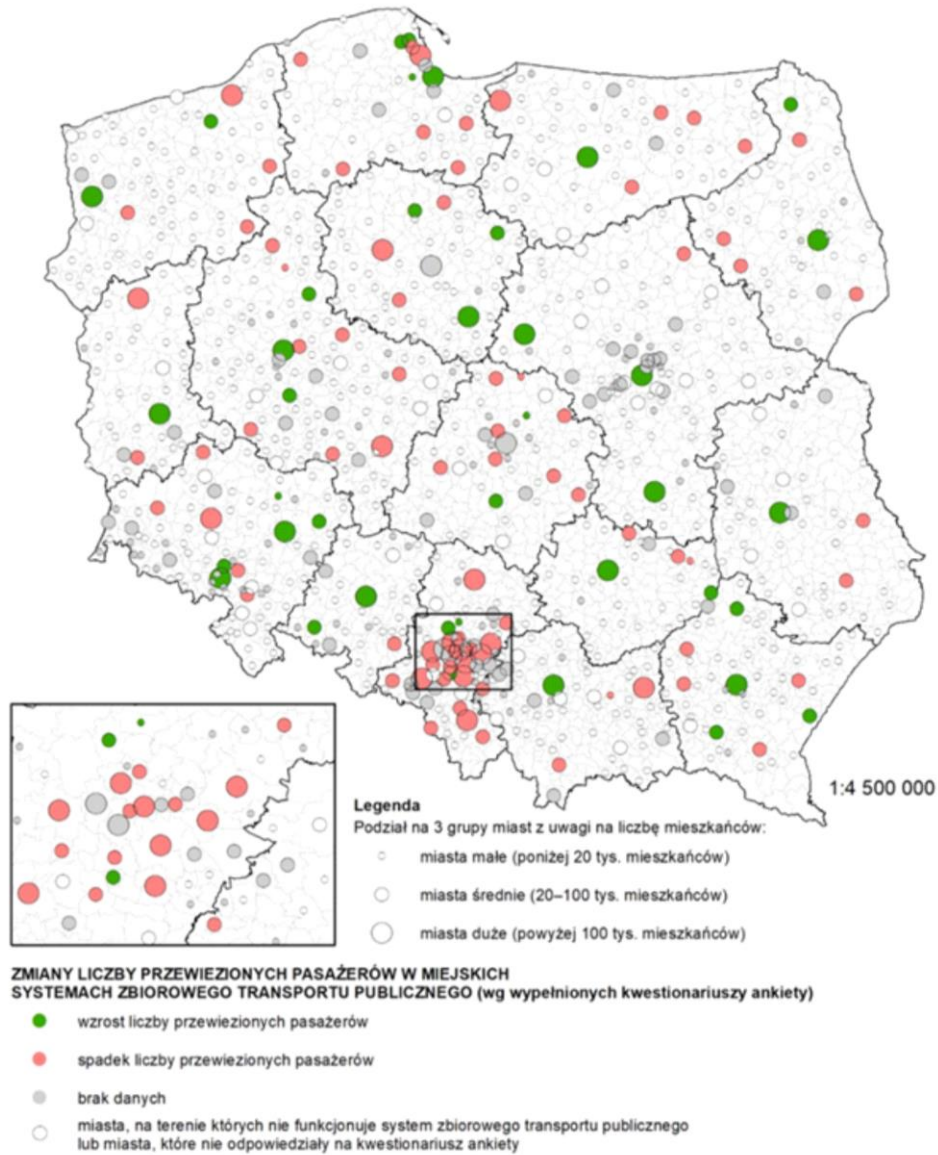 1:4 500 000
Legenda
Podział na 3 grupy miast z uwagi na liczbę mieszkańców:
miasta małe (poniżej 20 tys. mieszkańców)
miasta średnie (20–100 tys. mieszkańców)
miasta duże (powyżej 100 tys. mieszkańców)
ZMIANY LICZBY PRZEWIEZIONYCH PASAŻERÓW W MIEJSKICH
SYSTEMACH ZBIOROWEGO TRANSPORTU PUBLICZNEGO (wg wypełnionych kwestionariuszy ankiety)
wzrost liczby przewiezionych pasażerów
spadek liczby przewiezionych pasażerów
brak danych
miasta, na terenie których nie funkcjonuje system zbiorowego transportu publicznego
lub miasta, które nie odpowiedziały na kwestionariusz ankiety